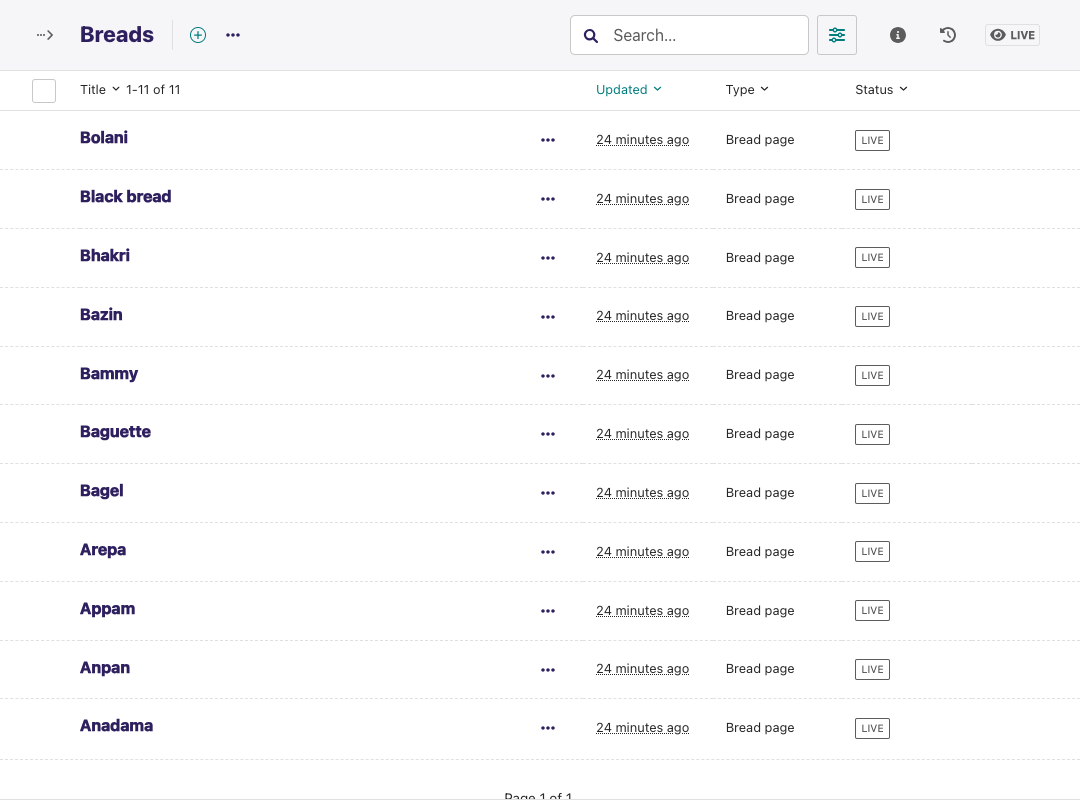 Breads Search... LIVE
Title 1-11 of 11 Updated Type Status
Bolani 24 minutes ago Bread page LIVE
Black bread 24 minutes ago Bread page LIVE
Bhakri 24 minutes ago Bread page LIVE
Bazin 24 minutes ago Bread page LIVE
Bammy 24 minutes ago Bread page LIVE
Baguette 24 minutes ago Bread page LIVE
Bagel 24 minutes ago Bread page LIVE
Arepa 24 minutes ago Bread page LIVE
Appam 24 minutes ago Bread page LIVE
Anpan 24 minutes ago Bread page LIVE
Anadama 24 minutes ago Bread page LIVE
Page 1 of 1